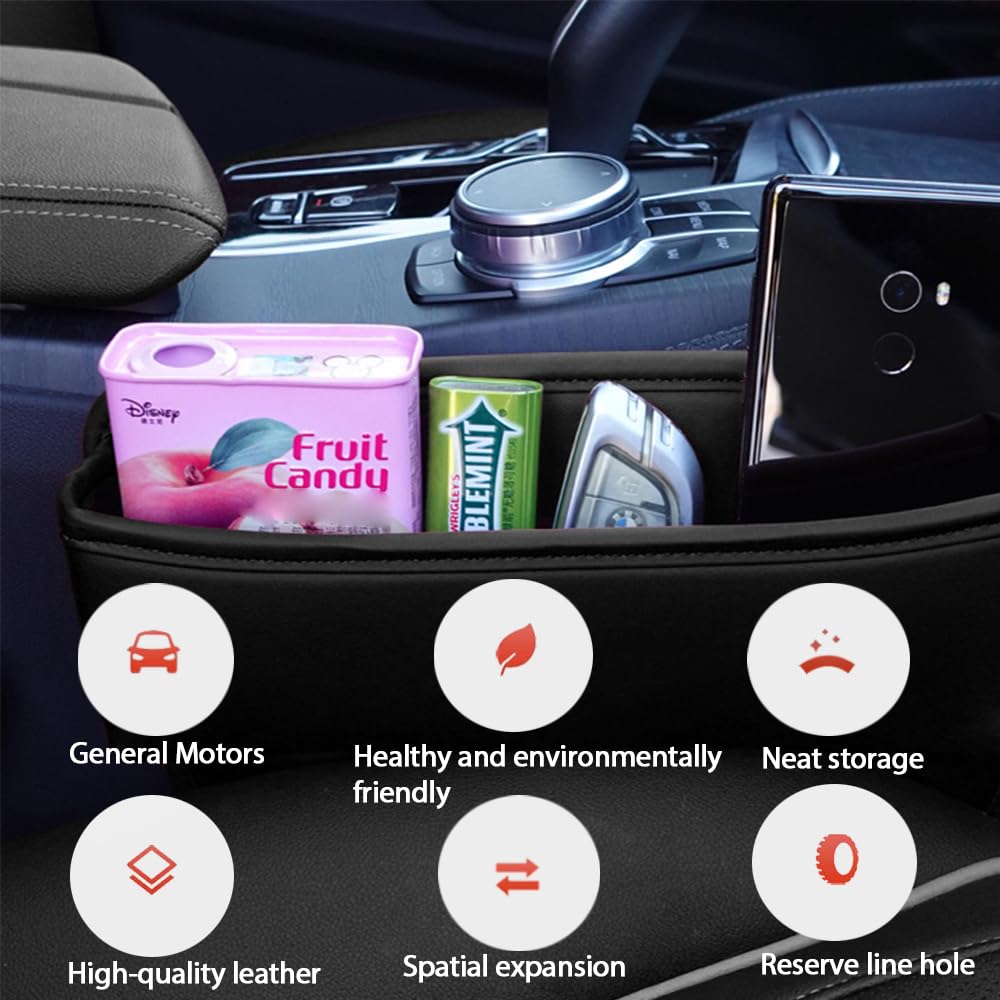 Disney
Fruit
Candy
WRIGLEY'S
BLEMINT
General Motors
Healthy and environmentally
friendly
Neat storage
High-quality leather
Spatial expansion
Reserve line hole